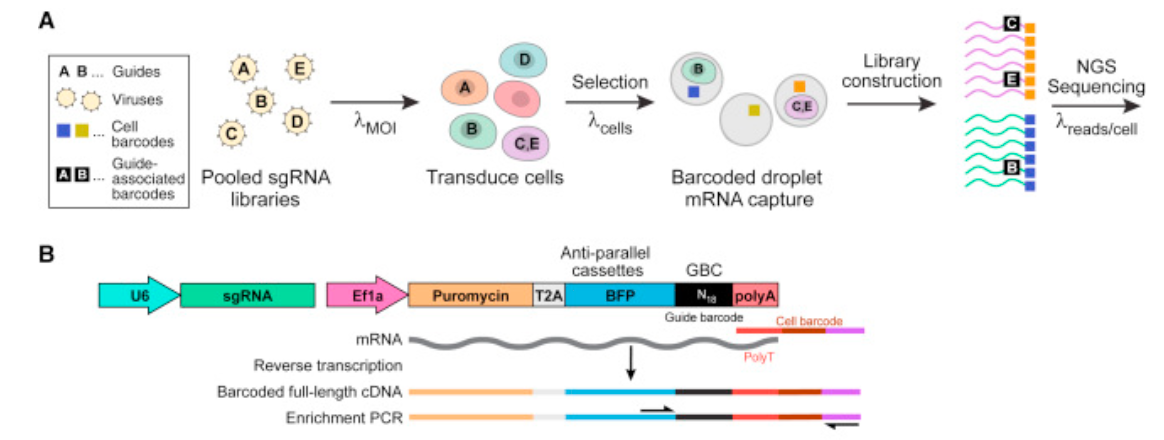 A
A B ... Guides
Viruses
... Cell
barcodes
A B ... Guide-
associated
barcodes
A
E
B
C
D
Pooled sgRNA
libraries
λMOI
D
A
B
C,E
Transduce cells
Selection
λcells
B
C,E
Barcoded droplet
mRNA capture
Library
construction
C
E
B
NGS
Sequencing
λreads/cell
B
Anti-parallel
cassettes
GBC
U6
sgRNA
Ef1a
Puromycin
T2A
BFP
N18
polyA
Guide barcode
Cell barcode
mRNA
PolyT
Reverse transcription
Barcoded full-length cDNA
Enrichment PCR